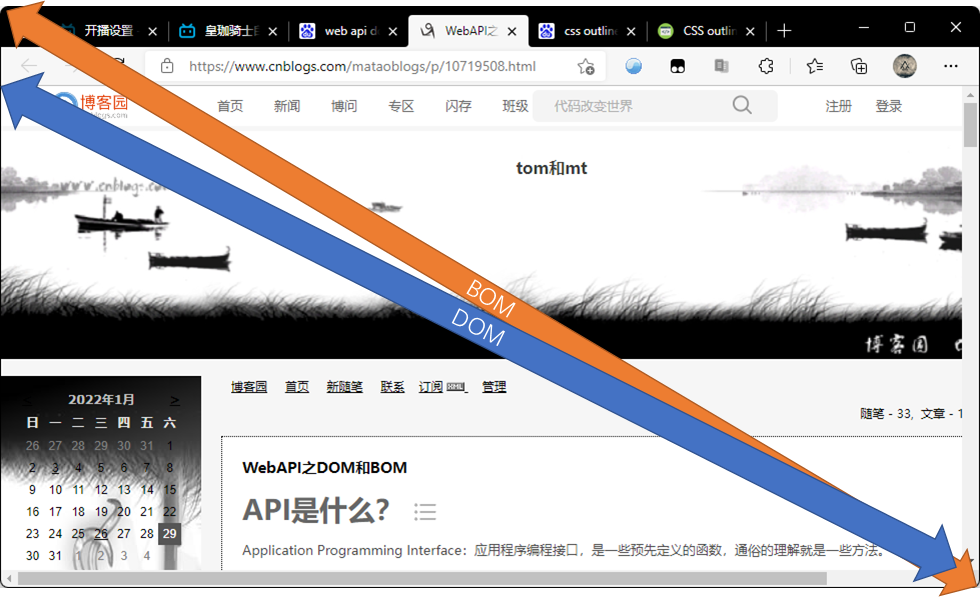 开播设置
皇珈骑士
web api d
WebAPI之
css outlin
CSS outli
https://www.cnblogs.com/mataoblogs/p/10719508.html
博客园
首页 新闻 博问 专区 闪存 班级 代码改变世界 注册 登录
tom和mt
www.cnblogs.co
BOM
DOM
博客园
博客园 首页 新随笔 联系 订阅 XML 管理
随笔 - 33, 文章 - 1
< 2022年1月 >
日 一 二 三 四 五 六
26 27 28 29 30 31 1
2 3 4 5 6 7 8
9 10 11 12 13 14 15
16 17 18 19 20 21 22
23 24 25 26 27 28 29
30 31 1 2 3 4
WebAPI之DOM和BOM
API是什么？
Application Programming Interface：应用程序编程接口，是一些预先定义的函数，通俗的理解就是一些方法。